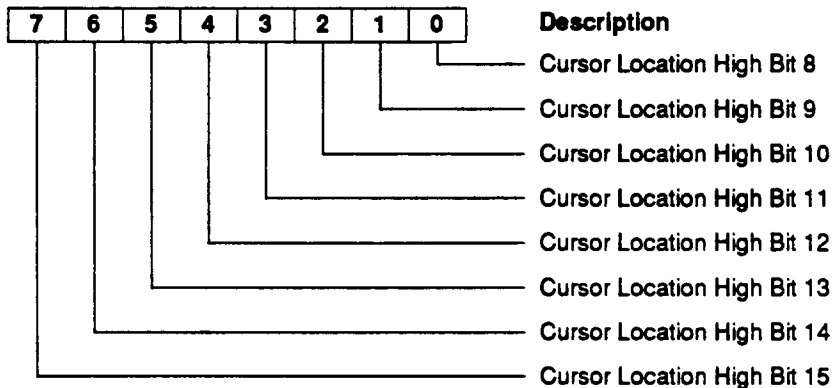 7 6 5 4 3 2 1 0 Description
Cursor Location High Bit 8
Cursor Location High Bit 9
Cursor Location High Bit 10
Cursor Location High Bit 11
Cursor Location High Bit 12
Cursor Location High Bit 13
Cursor Location High Bit 14
Cursor Location High Bit 15